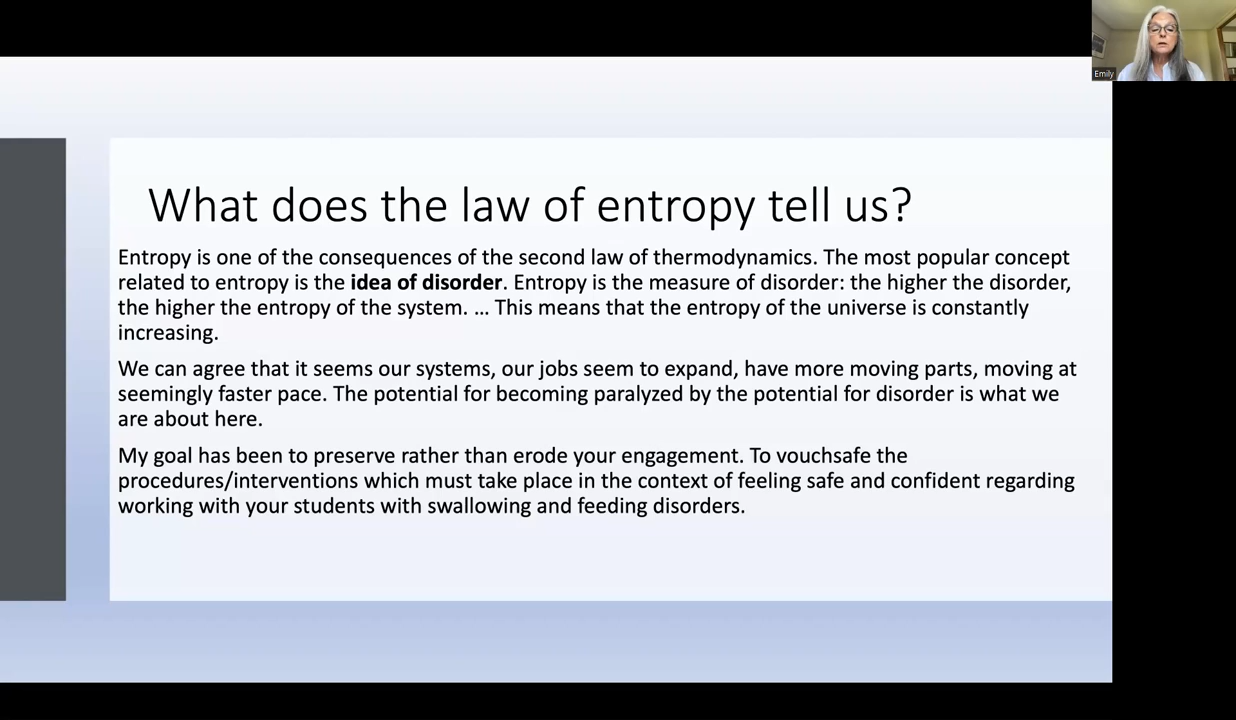 Emily
What does the law of entropy tell us?
Entropy is one of the consequences of the second law of thermodynamics. The most popular concept
related to entropy is the idea of disorder. Entropy is the measure of disorder: the higher the disorder,
the higher the entropy of the system. ... This means that the entropy of the universe is constantly
increasing.
We can agree that it seems our systems, our jobs seem to expand, have more moving parts, moving at
seemingly faster pace. The potential for becoming paralyzed by the potential for disorder is what we
are about here.
My goal has been to preserve rather than erode your engagement. To vouchsafe the
procedures/interventions which must take place in the context of feeling safe and confident regarding
working with your students with swallowing and feeding disorders.